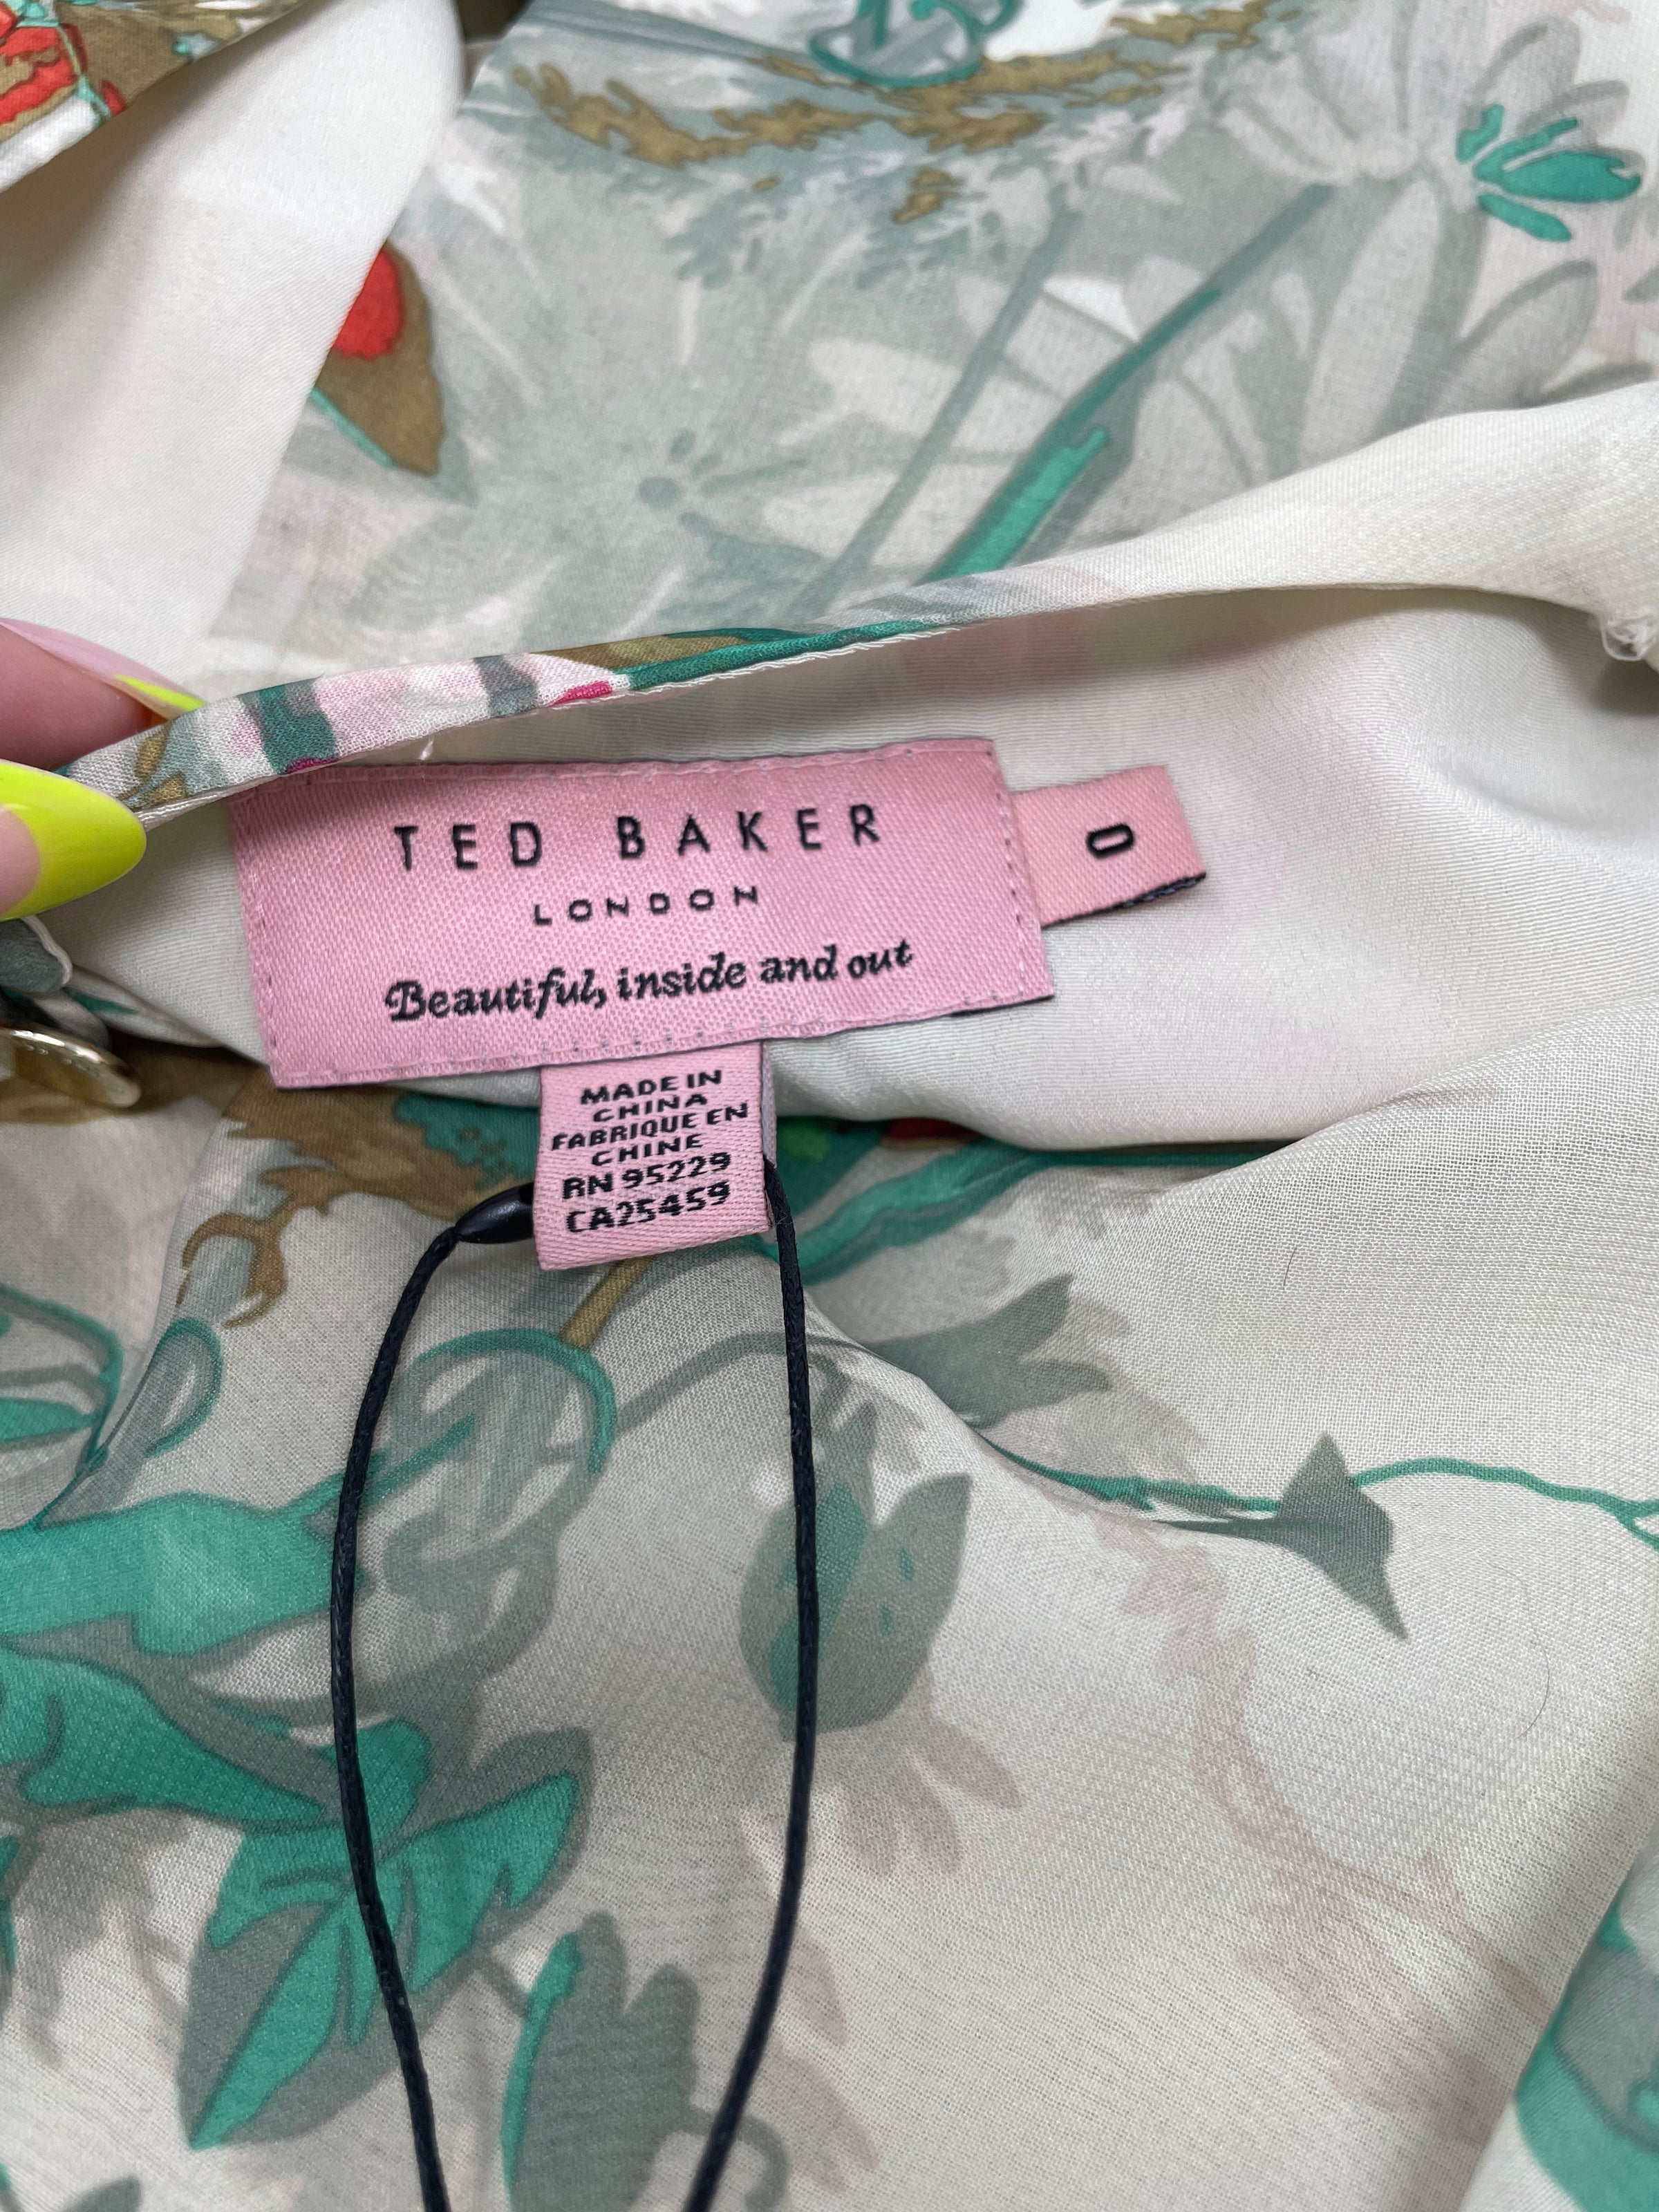 TED BAKER
LONDON
Beautiful, inside and out
0
MADE IN
CHINA
FABRIQUE EN
CHINE
RN 95229
CA25459